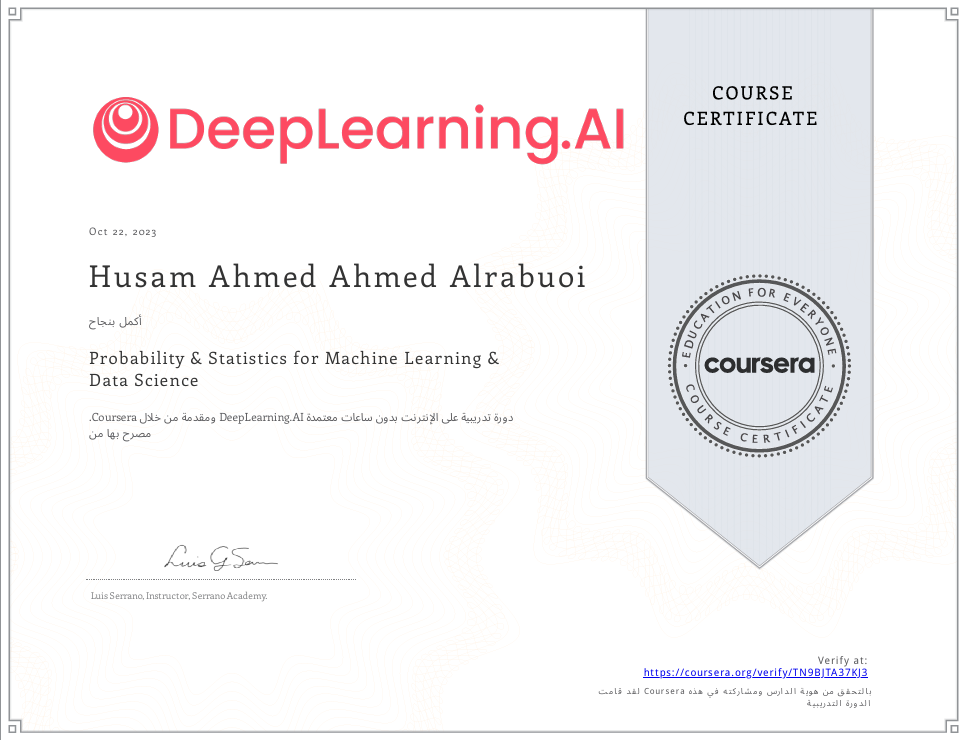 COURSE
CERTIFICATE
DeepLearning.AI
Oct 22, 2023
Husam Ahmed Ahmed Alrabuoi
أكمل بنجاح
Probability & Statistics for Machine Learning &
Data Science
دورة تدريبية على الإنترنت بدون ساعات معتمدة DeepLearning.AI ومقدمة من خلال Coursera.
مصرح بها من
EDUCATION FOR EVERYONE
coursera
COURSE CERTIFICATE
Luis G Serrano
Luis Serrano, Instructor, Serrano Academy.
Verify at:
https://coursera.org/verify/TN9BJTA37KJ3
بالتحقق من هوية الدارس ومشاركته في هذه Coursera لقد قامت
الدورة التدريبية